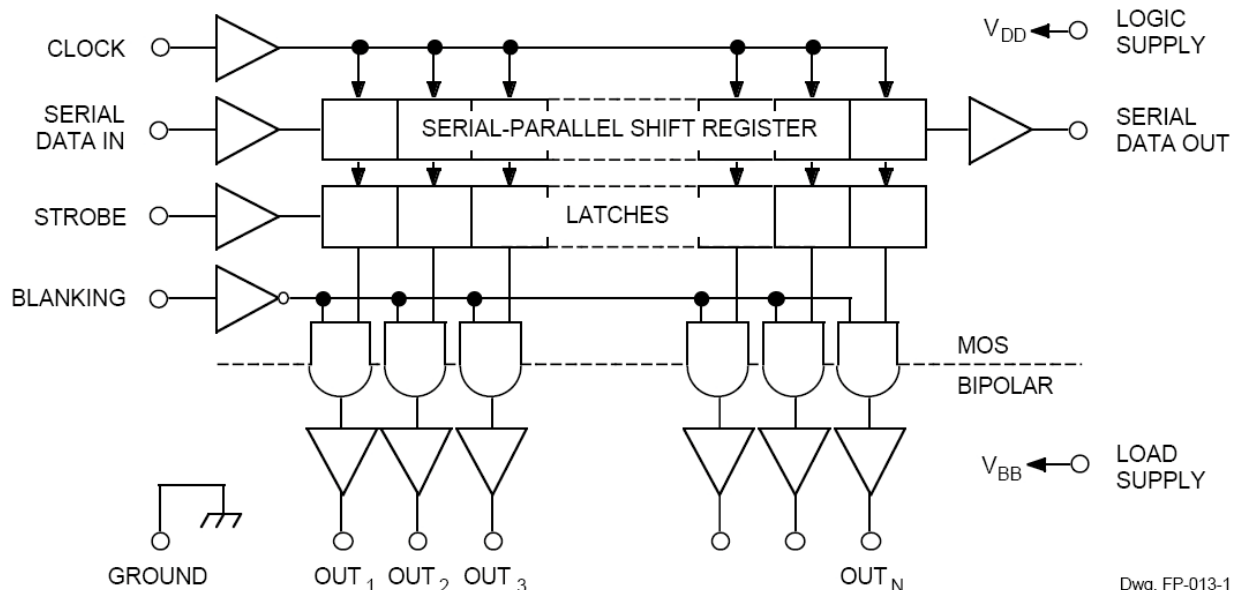 CLOCK
V_DD
LOGIC
SUPPLY
SERIAL
DATA IN
SERIAL-PARALLEL SHIFT REGISTER
SERIAL
DATA OUT
STROBE
LATCHES
BLANKING
MOS
BIPOLAR
V_BB
LOAD
SUPPLY
GROUND
OUT_1
OUT_2
OUT_3
OUT_N
Dwg. FP-013-1